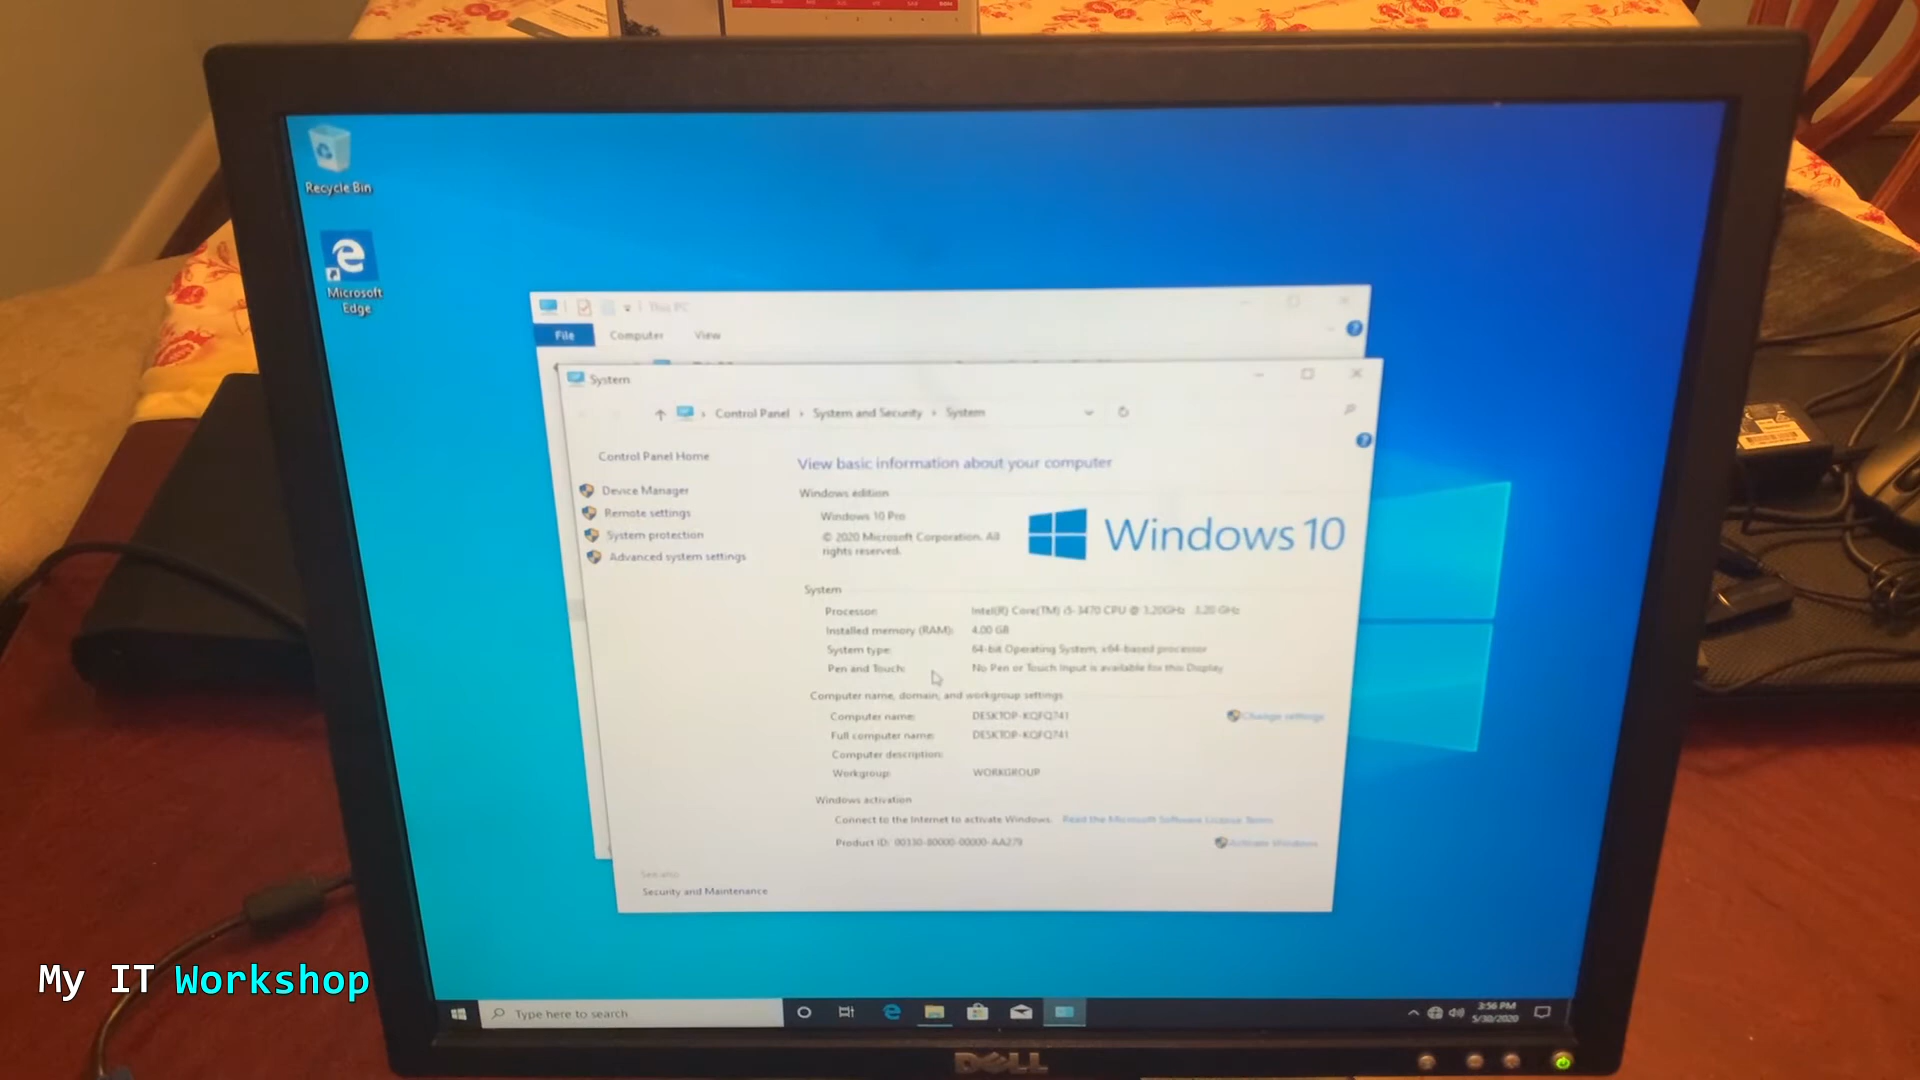 Recycle Bin
Microsoft
Edge
This PC
File
Computer
View
System
Control Panel
System and Security
System
Control Panel Home
View basic information about your computer
Device Manager
Windows edition
Remote settings
Windows 10 Pro
System protection
© 2020 Microsoft Corporation. All
rights reserved.
Windows 10
Advanced system settings
System
Processor: Intel(R) Core(TM) i5-3470 CPU @ 3.20GHz 3.20 GHz
Installed memory (RAM): 4.00 GB
System type: 64-bit Operating System, x64-based processor
Pen and Touch: No Pen or Touch Input is available for this Display
Computer name, domain, and workgroup settings
Computer name: DESKTOP-KQFQ741
Change settings
Full computer name: DESKTOP-KQFQ741
Computer description:
Workgroup: WORKGROUP
Windows activation
Connect to the Internet to activate Windows. Read the Microsoft Software License Terms
Product ID: 00330-80000-00000-AA279
Activate Windows
See also
Security and Maintenance
My IT Workshop
Type here to search
3:56 PM
5/30/2020
DELL